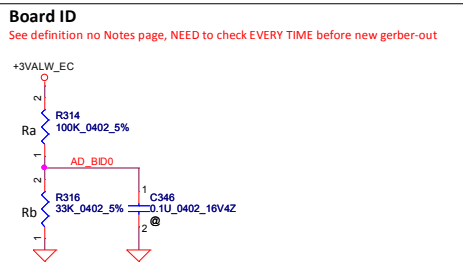 Board ID
See definition no Notes page, NEED to check EVERY TIME before new gerber-out
+3VALW_EC
2
R314
Ra 100K_0402_5%
1
AD_BID0
2
R316
Rb 33K_0402_5%
1
1
C346
0.1U_0402_16V4Z
@
2